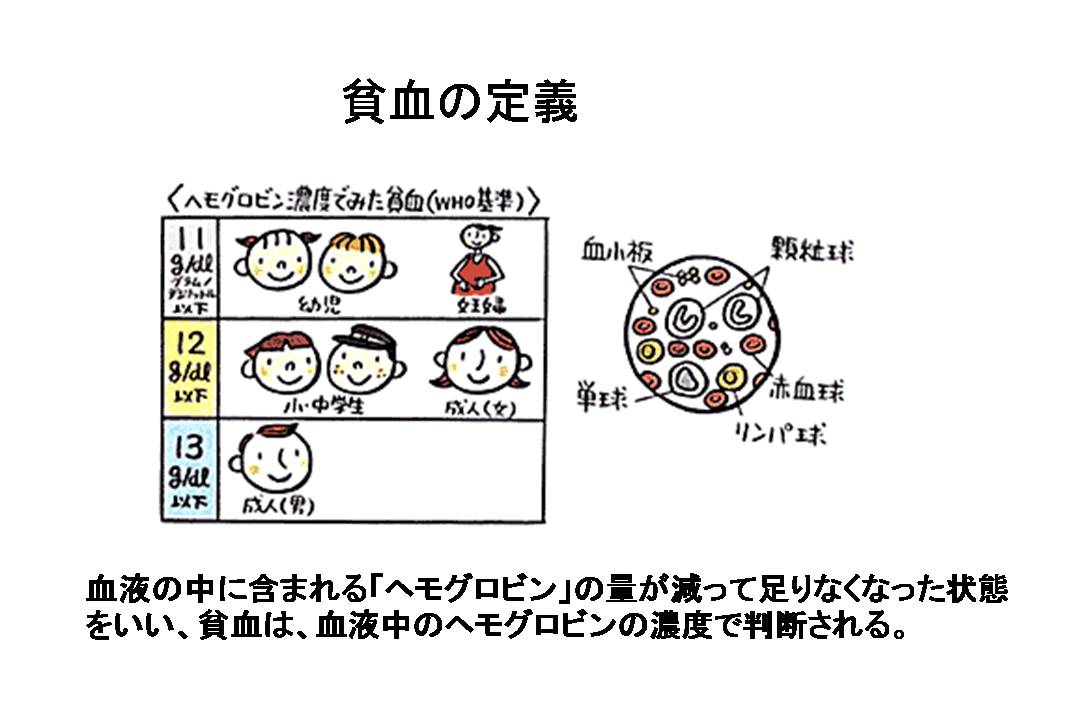 貧血の定義
〈ヘモグロビン濃度でみた貧血(WHO基準)〉
11
g/dl
グラム/
デシリットル
以下
幼児
妊婦
12
g/dl
以下
小・中学生
成人(女)
13
g/dl
以下
成人(男)
血小板
顆粒球
単球
赤血球
リンパ球
血液の中に含まれる「ヘモグロビン」の量が減って足りなくなった状態
をいい、貧血は、血液中のヘモグロビンの濃度で判断される。